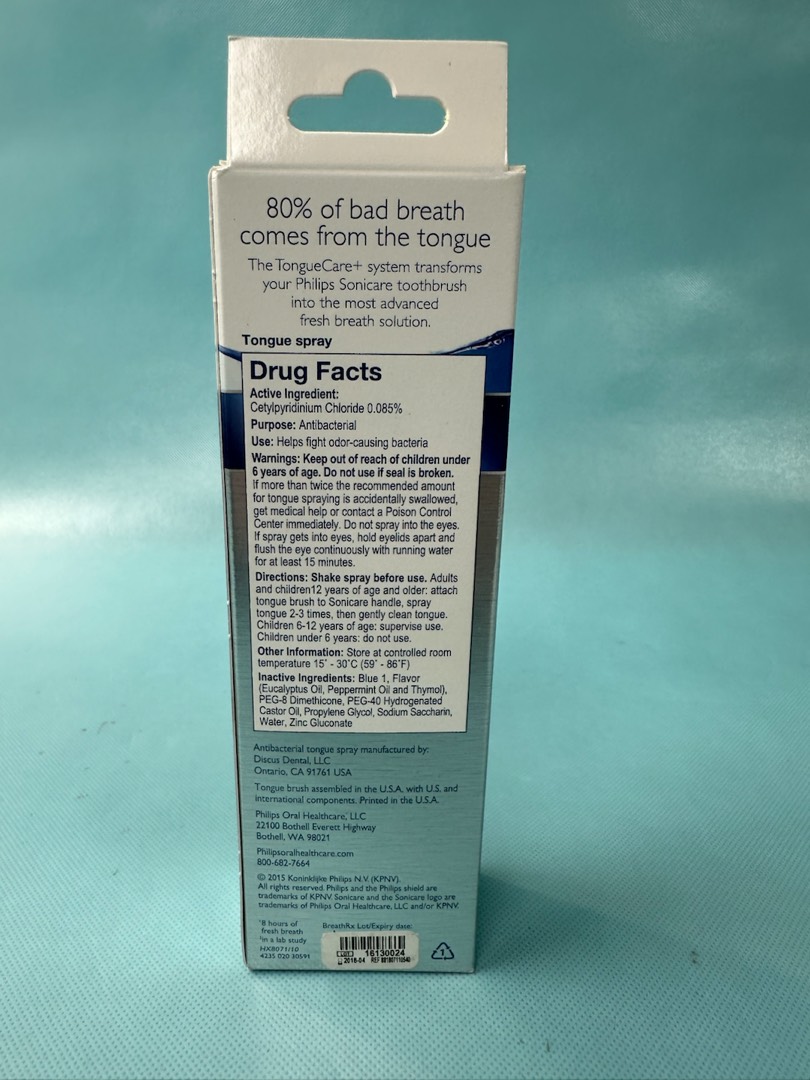 80% of bad breath
comes from the tongue
The TongueCare+ system transforms
your Philips Sonicare toothbrush
into the most advanced
fresh breath solution.
Tongue spray
Drug Facts
Active Ingredient:
Cetylpyridinium Chloride 0.085%
Purpose: Antibacterial
Use: Helps fight odor-causing bacteria
Warnings: Keep out of reach of children under
6 years of age. Do not use if seal is broken.
If more than twice the recommended amount
for tongue spraying is accidentally swallowed,
get medical help or contact a Poison Control
Center immediately. Do not spray into the eyes.
If spray gets into eyes, hold eyelids apart and
flush the eye continuously with running water
for at least 15 minutes.
Directions: Shake spray before use. Adults
and children12 years of age and older: attach
tongue brush to Sonicare handle, spray
tongue 2-3 times, then gently clean tongue.
Children 6-12 years of age: supervise use.
Children under 6 years: do not use.
Other Information: Store at controlled room
temperature 15˚ - 30˚C (59˚ - 86˚F)
Inactive Ingredients: Blue 1, Flavor
(Eucalyptus Oil, Peppermint Oil and Thymol),
PEG-8 Dimethicone, PEG-40 Hydrogenated
Castor Oil, Propylene Glycol, Sodium Saccharin,
Water, Zinc Gluconate
Antibacterial tongue spray manufactured by:
Discus Dental, LLC
Ontario, CA 91761 USA
Tongue brush assembled in the U.S.A. with U.S. and
international components. Printed in the U.S.A.
Philips Oral Healthcare, LLC
22100 Bothell Everett Highway
Bothell, WA 98021
Philipsoralhealthcare.com
800-682-7664
© 2015 Koninklijke Philips N.V. (KPNV).
All rights reserved. Philips and the Philips shield are
trademarks of KPNV. Sonicare and the Sonicare logo are
trademarks of Philips Oral Healthcare, LLC and/or KPNV.
8 hours of
fresh breath
in a lab study
HX8071/10
4235 020 30591
BreathRx Lot/Expiry date:
16130024
2016-04 REF
1